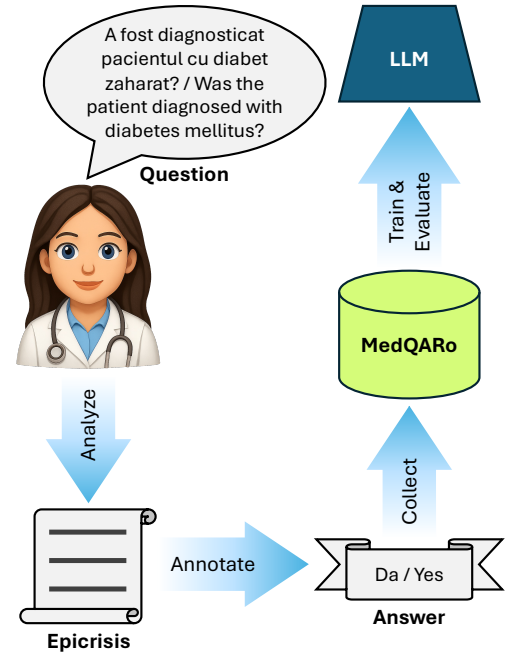 A fost diagnosticat
pacientul cu diabet
zaharat? / Was the
patient diagnosed with
diabetes mellitus?
Question
Analyze
Epicrisis
Annotate
Da / Yes
Answer
Collect
MedQARo
Train &
Evaluate
LLM